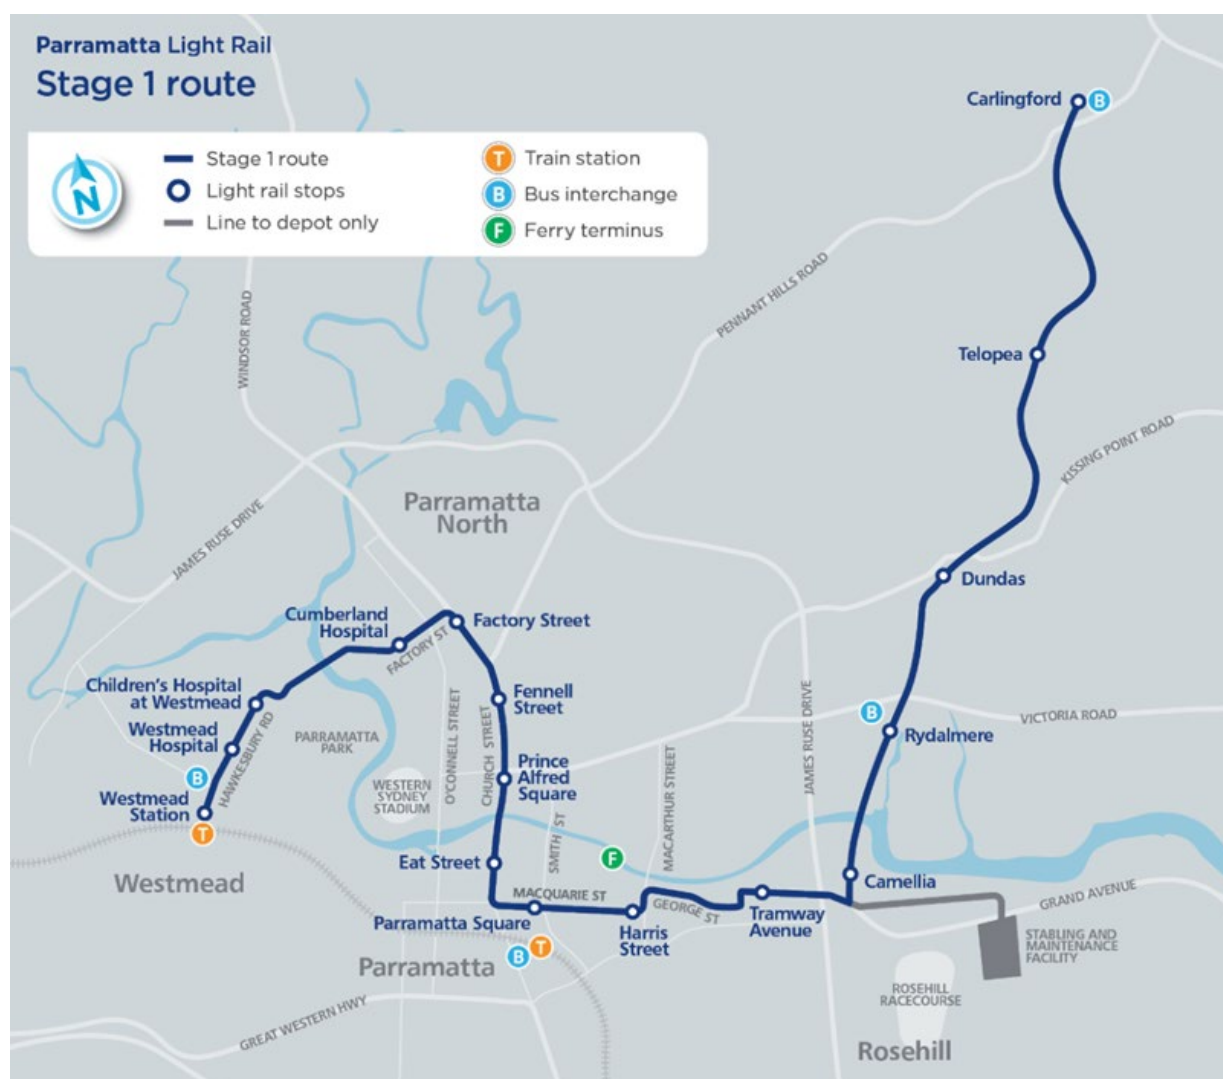 Parramatta Light Rail
Stage 1 route
N
Stage 1 route
Light rail stops
Line to depot only
T Train station
B Bus interchange
F Ferry terminus
Carlingford B
WINDSOR ROAD
PENNANT HILLS ROAD
Telopea
KISSING POINT ROAD
Parramatta
North
JAMES RUSE DRIVE
Dundas
Cumberland
Hospital
FACTORY ST
Factory Street
Children's Hospital
at Westmead
Fennell
Street
Westmead
Hospital
HAWKESBURY RD
PARRAMATTA
PARK
O'CONNELL STREET
CHURCH STREET
JAMES RUSE DRIVE
B
Rydalmere
VICTORIA ROAD
B
Westmead
Station
T
WESTERN
SYDNEY
STADIUM
Prince
Alfred
Square
SMITH ST
MACARTHUR STREET
F
Eat Street
Westmead
MACQUARIE ST
Camellia
Parramatta Square
Harris
Street
GEORGE ST
Tramway
Avenue
GRAND AVENUE
T
B
Parramatta
STABLING AND
MAINTENANCE
FACILITY
ROSEHILL
RACECOURSE
GREAT WESTERN HWY
Rosehill